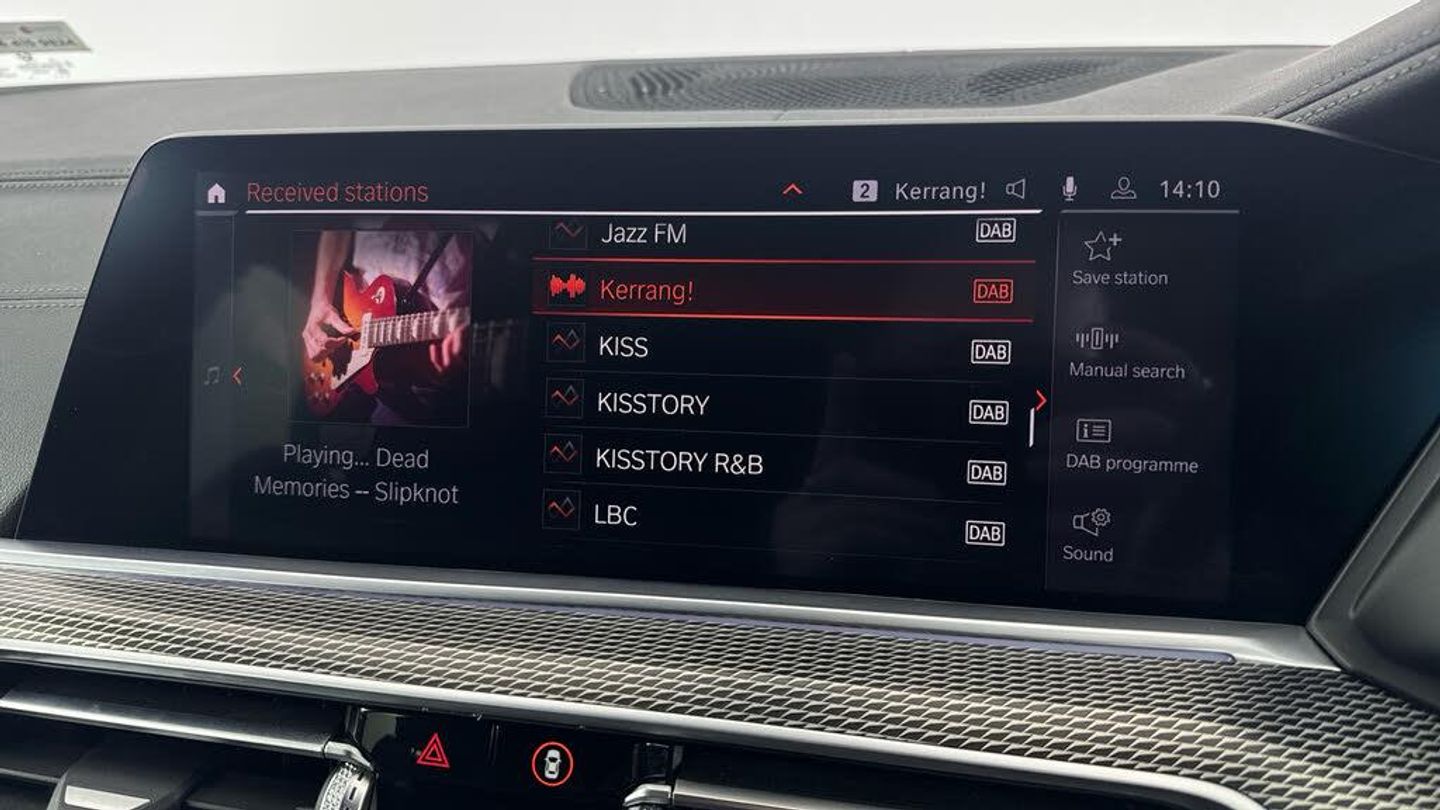 Received stations
2 Kerrang! 14:10
Jazz FM DAB
Kerrang! DAB
KISS DAB
KISSTORY DAB
KISSTORY R&B DAB
LBC DAB
Playing... Dead
Memories -- Slipknot
Save station
Manual search
DAB programme
Sound